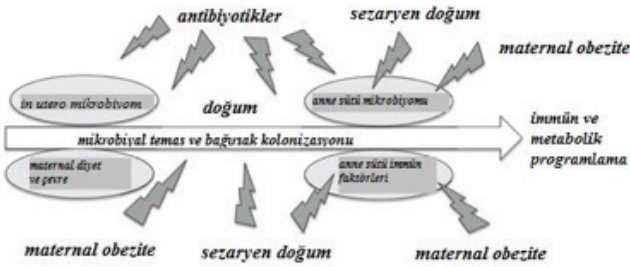 antibiyotikler
sezaryen doğum
maternal obezite
in utero mikrobiyom
doğum
anne sütü mikrobiyomu
mikrobiyal temas ve bağırsak kolonizasyonu
immün ve
metabolik
programlama
maternal diyet
ve çevre
anne sütü immün
faktörleri
maternal obezite
sezaryen doğum
maternal obezite